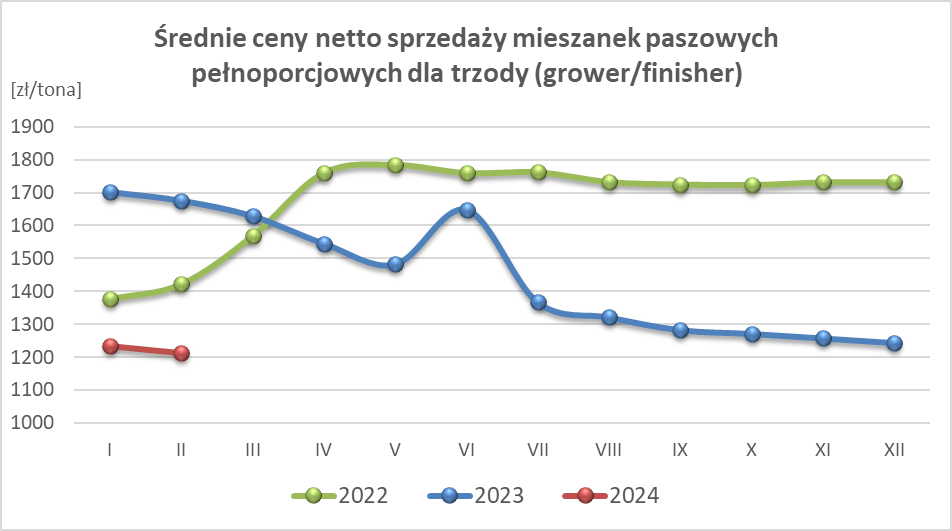 Średnie ceny netto sprzedaży mieszanek paszowych
pełnoporcjowych dla trzody (grower/finisher)
[zł/tona]
1900
1800
1700
1600
1500
1400
1300
1200
1100
1000
I II III IV V VI VII VIII IX X XI XII
2022 2023 2024